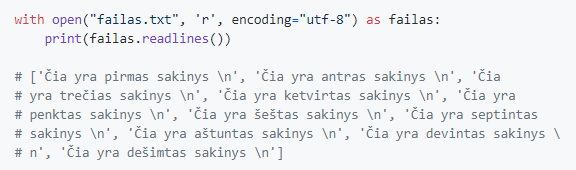 with open("failas.txt", 'r', encoding="utf-8") as failas:
    print(failas.readlines())

# ['Čia yra pirmas sakinys \n', 'Čia yra antras sakinys \n', 'Čia
# yra trečias sakinys \n', 'Čia yra ketvirtas sakinys \n', 'Čia yra
# penktas sakinys \n', 'Čia yra šeštas sakinys \n', 'Čia yra septintas
# sakinys \n', 'Čia yra aštuntas sakinys \n', 'Čia yra devintas sakinys \
# n', 'Čia yra dešimtas sakinys \n']